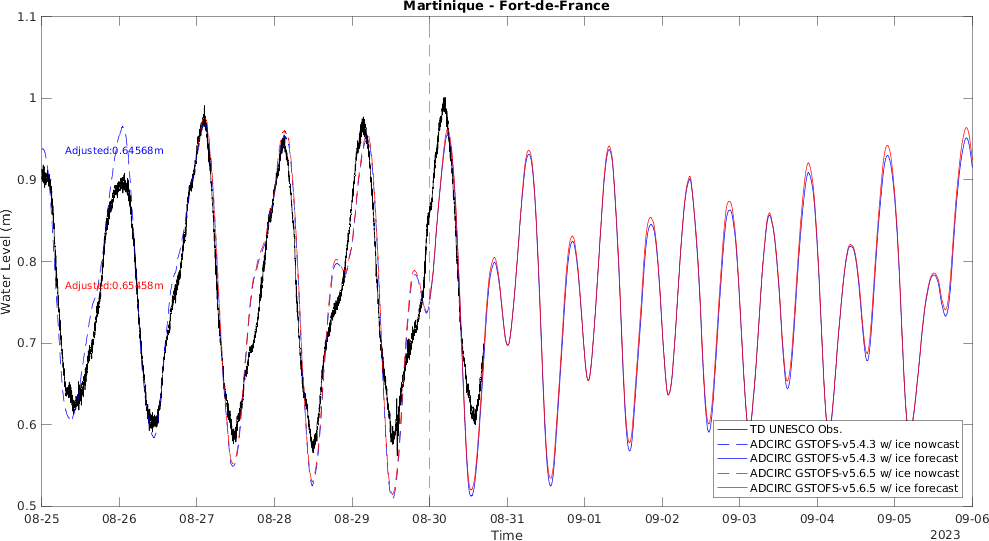 Martinique - Fort-de-France
1.1
1
0.9
0.8
0.7
0.6
0.5
Water Level (m)
Adjusted:0.64568m
Adjusted:0.65458m
TD UNESCO Obs.
ADCIRC GSTOFS-v5.4.3 w/ ice nowcast
ADCIRC GSTOFS-v5.4.3 w/ ice forecast
ADCIRC GSTOFS-v5.6.5 w/ ice nowcast
ADCIRC GSTOFS-v5.6.5 w/ ice forecast
08-25 08-26 08-27 08-28 08-29 08-30 08-31 09-01 09-02 09-03 09-04 09-05 09-06
Time
2023